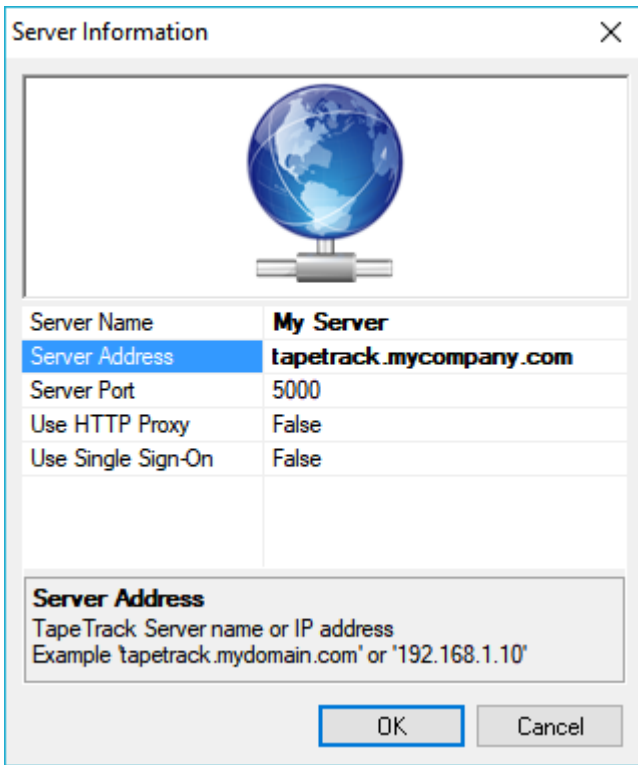 Server Information
Server Name My Server
Server Address tapetrack.mycompany.com
Server Port 5000
Use HTTP Proxy False
Use Single Sign-On False
Server Address
TapeTrack Server name or IP address
Example 'tapetrack.mydomain.com' or '192.168.1.10'
OK Cancel